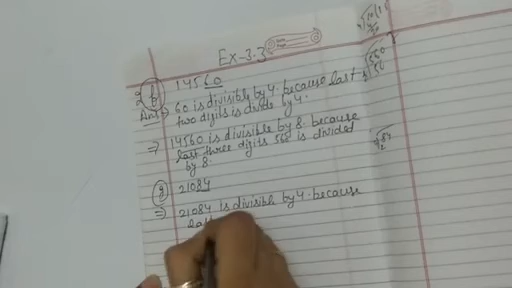 Ex-3.3
2 f 14560
Ans⇒ 60 is divisible by 4. because last
two digits is divide by 4.
⇒ 14560 is divisible by 8. because
last three digits 560 is divided
by 8.
g 21084
⇒ 21084 is divisible by 4. because